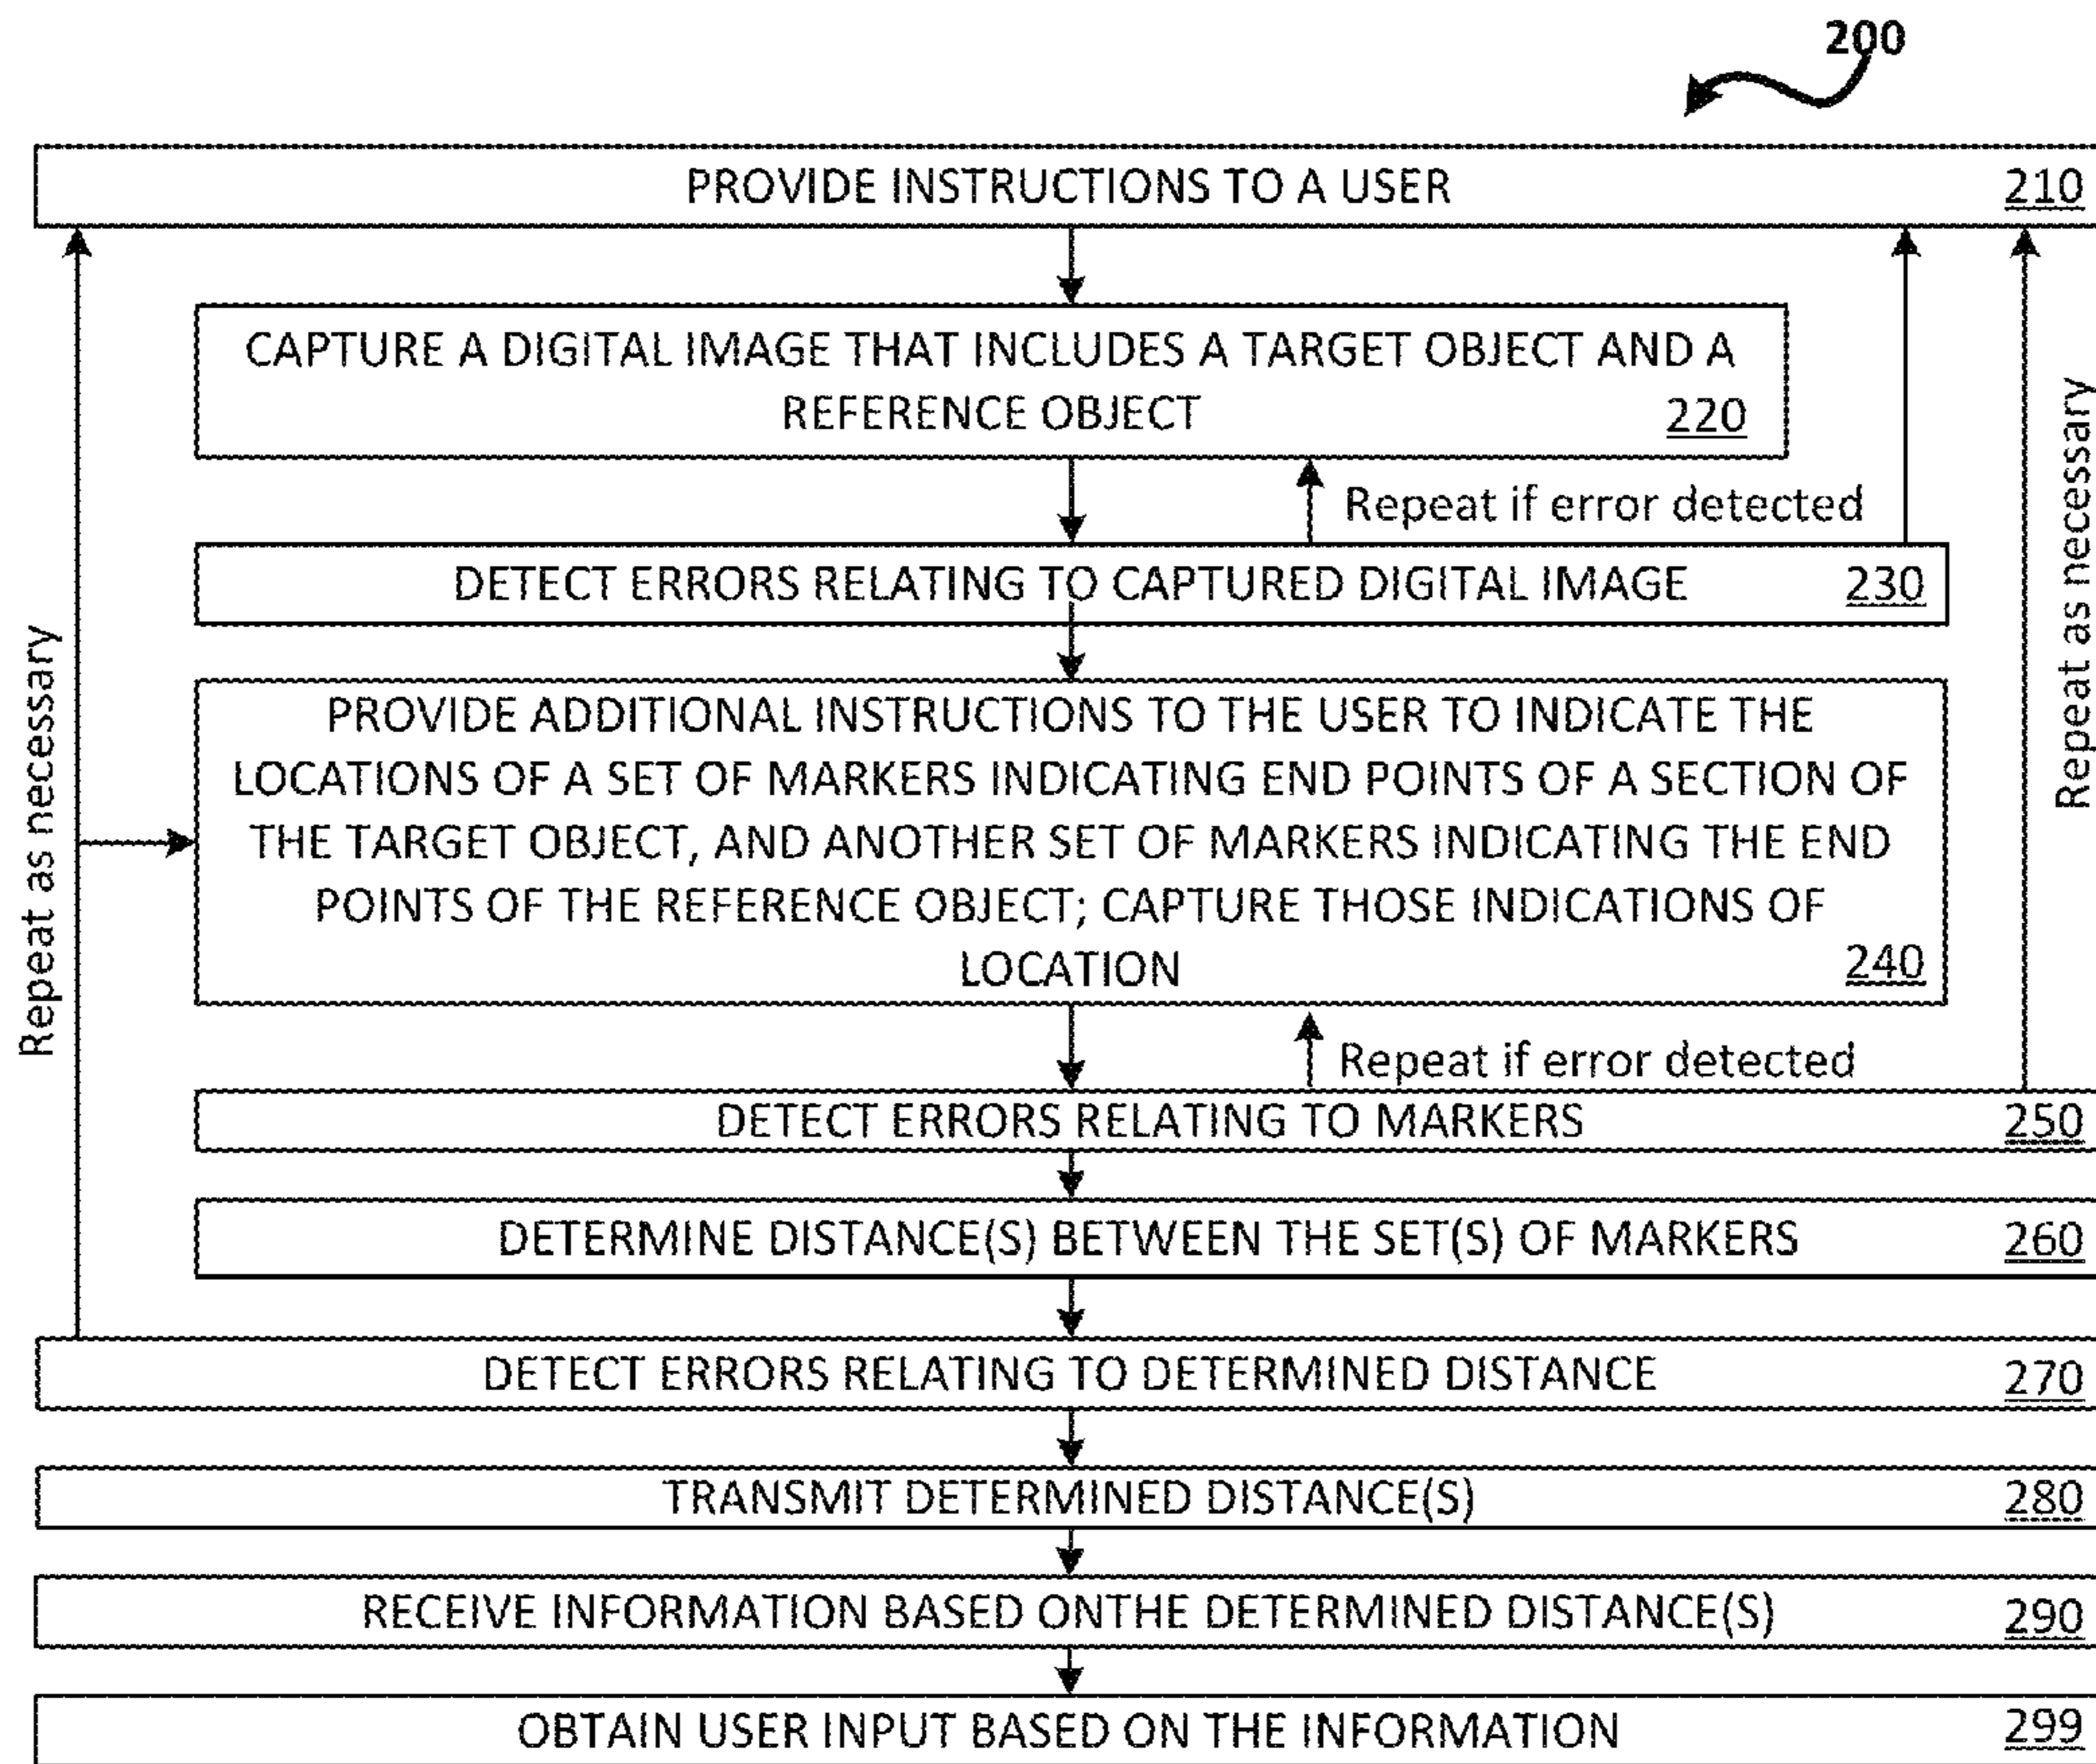 200
PROVIDE INSTRUCTIONS TO A USER 210
CAPTURE A DIGITAL IMAGE THAT INCLUDES A TARGET OBJECT AND A
REFERENCE OBJECT 220
Repeat if error detected
DETECT ERRORS RELATING TO CAPTURED DIGITAL IMAGE 230
PROVIDE ADDITIONAL INSTRUCTIONS TO THE USER TO INDICATE THE
LOCATIONS OF A SET OF MARKERS INDICATING END POINTS OF A SECTION OF
THE TARGET OBJECT, AND ANOTHER SET OF MARKERS INDICATING THE END
POINTS OF THE REFERENCE OBJECT; CAPTURE THOSE INDICATIONS OF
LOCATION 240
Repeat as necessary
Repeat as necessary
Repeat if error detected
DETECT ERRORS RELATING TO MARKERS 250
DETERMINE DISTANCE(S) BETWEEN THE SET(S) OF MARKERS 260
DETECT ERRORS RELATING TO DETERMINED DISTANCE 270
TRANSMIT DETERMINED DISTANCE(S) 280
RECEIVE INFORMATION BASED ONTHE DETERMINED DISTANCE(S) 290
OBTAIN USER INPUT BASED ON THE INFORMATION 299